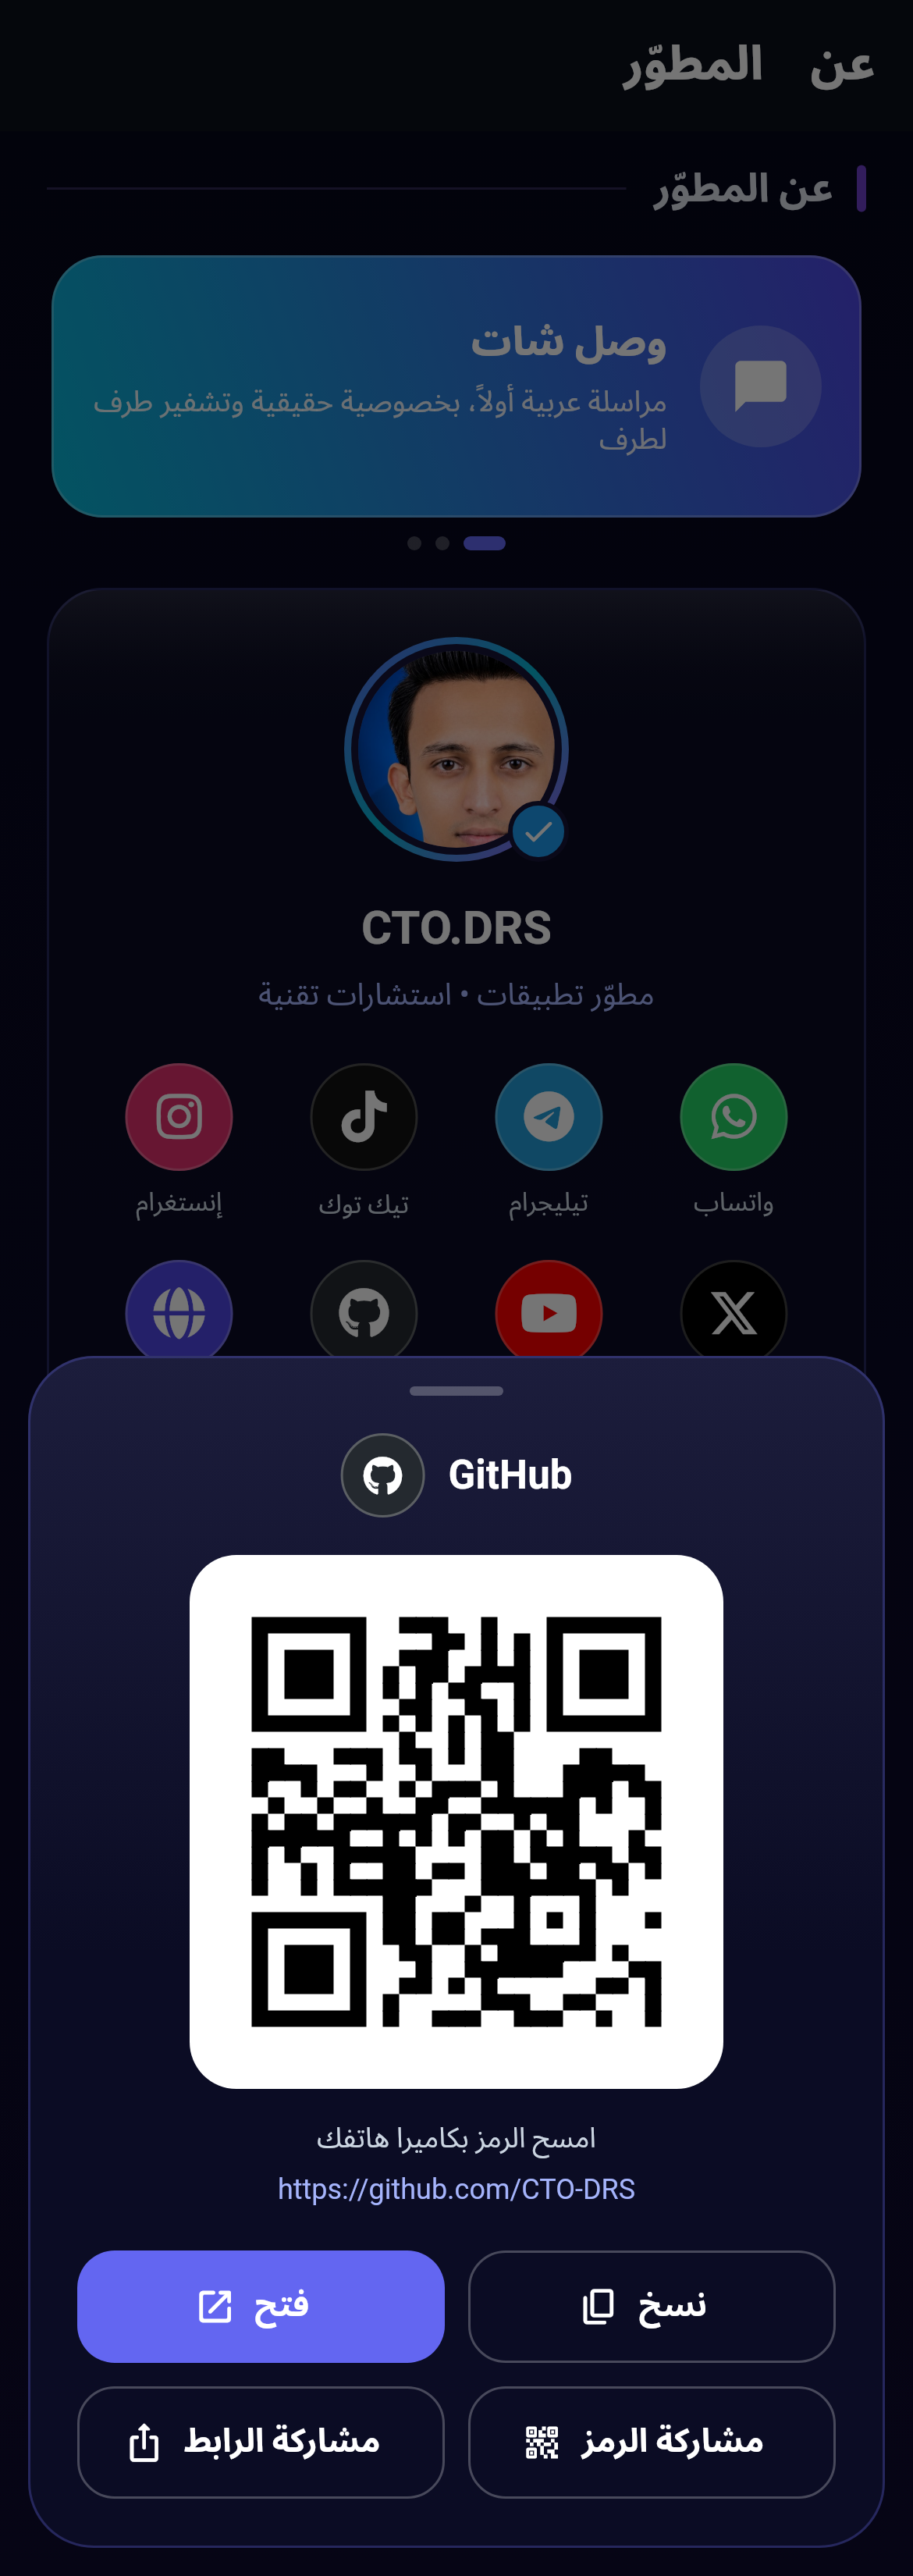 عن المطوّر
عن المطوّر
وصل شات
مراسلة عربية أولاً، بخصوصية حقيقية وتشفير طرف
لطرف
CTO.DRS
مطوّر تطبيقات • استشارات تقنية
واتساب
تيليجرام
تيك توك
إنستغرام
GitHub
امسح الرمز بكاميرا هاتفك
https://github.com/CTO-DRS
نسخ
فتح
مشاركة الرمز
مشاركة الرابط